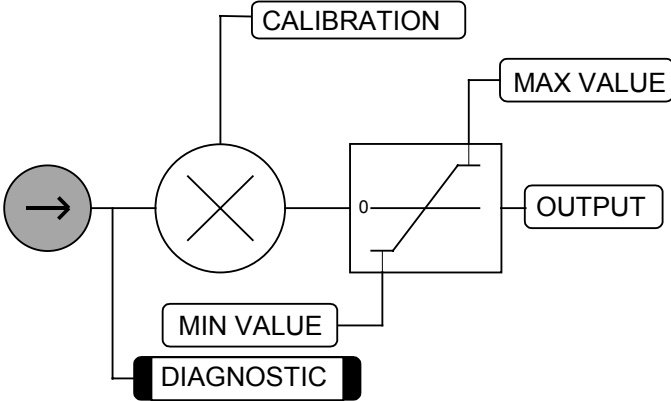 CALIBRATION
MAX VALUE
0
OUTPUT
MIN VALUE
DIAGNOSTIC